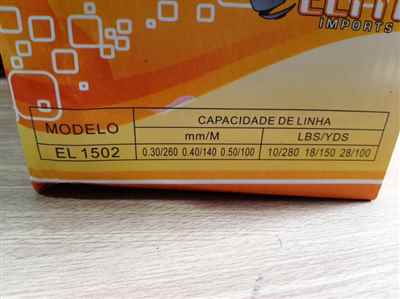 IMPORTS
MODELO
CAPACIDADE DE LINHA
mm/M
LBS/YDS
EL 1502
0.30/260 0.40/140 0.50/100
10/280 18/150 28/100